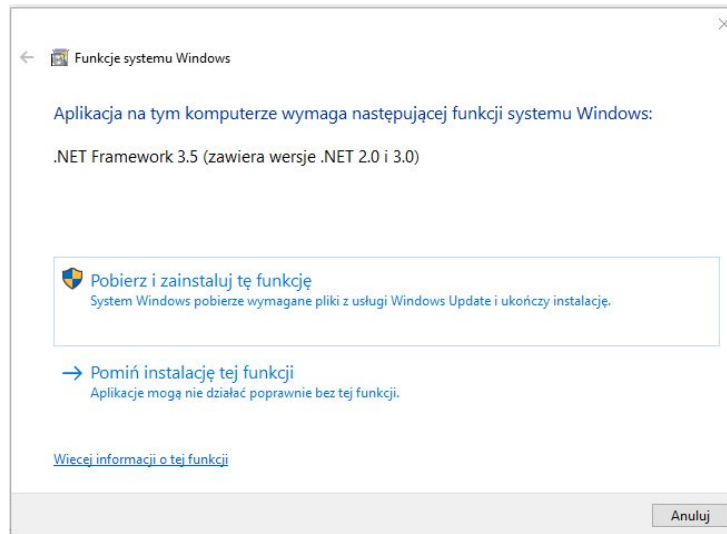 Funkcje systemu Windows
Aplikacja na tym komputerze wymaga następującej funkcji systemu Windows:
.NET Framework 3.5 (zawiera wersje .NET 2.0 i 3.0)
Pobierz i zainstaluj tę funkcję
System Windows pobierze wymagane pliki z usługi Windows Update i ukończy instalację.
Pomiń instalację tej funkcji
Aplikacje mogą nie działać poprawnie bez tej funkcji.
Więcej informacji o tej funkcji
Anuluj